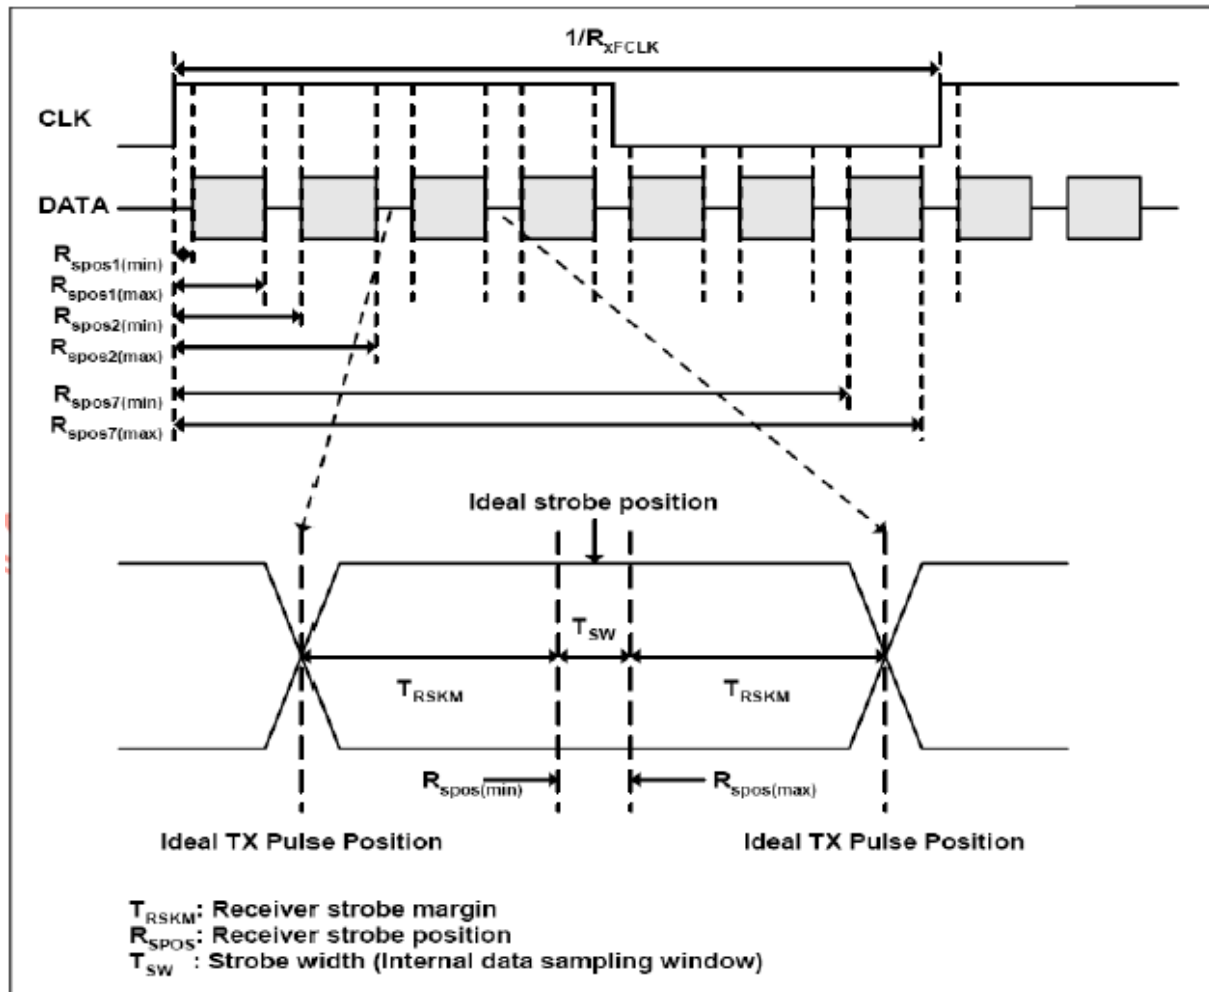 1/RxFCLK
CLK
DATA
Rspos1(min)
Rspos1(max)
Rspos2(min)
Rspos2(max)
Rspos7(min)
Rspos7(max)
Ideal strobe position
TSW
TRSKM
TRSKM
Rspos(min)
Rspos(max)
Ideal TX Pulse Position
Ideal TX Pulse Position
TRSKM: Receiver strobe margin
RSPOS: Receiver strobe position
TSW : Strobe width (Internal data sampling window)